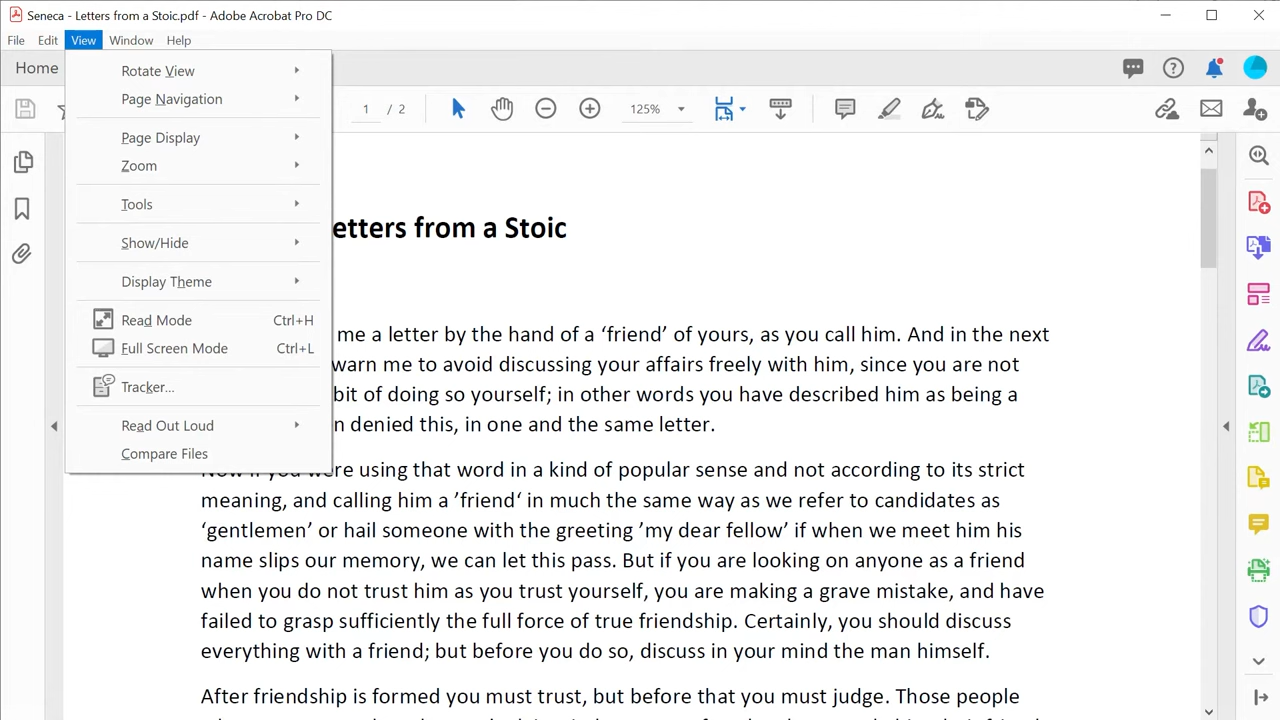 Seneca - Letters from a Stoic.pdf - Adobe Acrobat Pro DC
File Edit View Window Help
Home
1 / 2 125%
Rotate View
Page Navigation
Page Display
Zoom
Tools
Show/Hide
Display Theme
Read Mode Ctrl+H
Full Screen Mode Ctrl+L
Tracker...
Read Out Loud
Compare Files
etters from a Stoic
me a letter by the hand of a ‘friend’ of yours, as you call him. And in the next
warn me to avoid discussing your affairs freely with him, since you are not
bit of doing so yourself; in other words you have described him as being a
n denied this, in one and the same letter.
Now if you were using that word in a kind of popular sense and not according to its strict
meaning, and calling him a ’friend‘ in much the same way as we refer to candidates as
‘gentlemen’ or hail someone with the greeting ’my dear fellow’ if when we meet him his
name slips our memory, we can let this pass. But if you are looking on anyone as a friend
when you do not trust him as you trust yourself, you are making a grave mistake, and have
failed to grasp sufficiently the full force of true friendship. Certainly, you should discuss
everything with a friend; but before you do so, discuss in your mind the man himself.
After friendship is formed you must trust, but before that you must judge. Those people